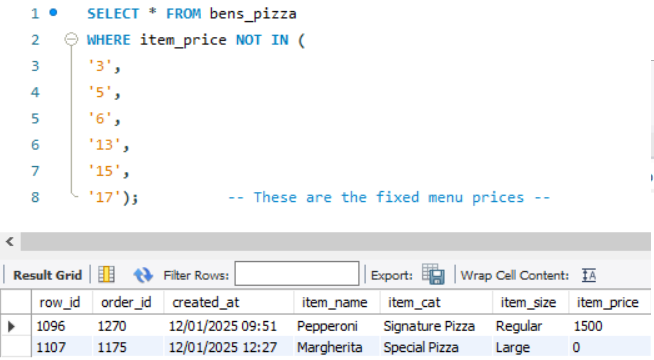 1 SELECT * FROM bens_pizza
2 WHERE item_price NOT IN (
3 '3',
4 '5',
5 '6',
6 '13',
7 '15',
8 '17'); -- These are the fixed menu prices --
Result Grid Filter Rows: Export: Wrap Cell Content: IA
row_id order_id created_at item_name item_cat item_size item_price
1096 1270 12/01/2025 09:51 Pepperoni Signature Pizza Regular 1500
1107 1175 12/01/2025 12:27 Margherita Special Pizza Large 0